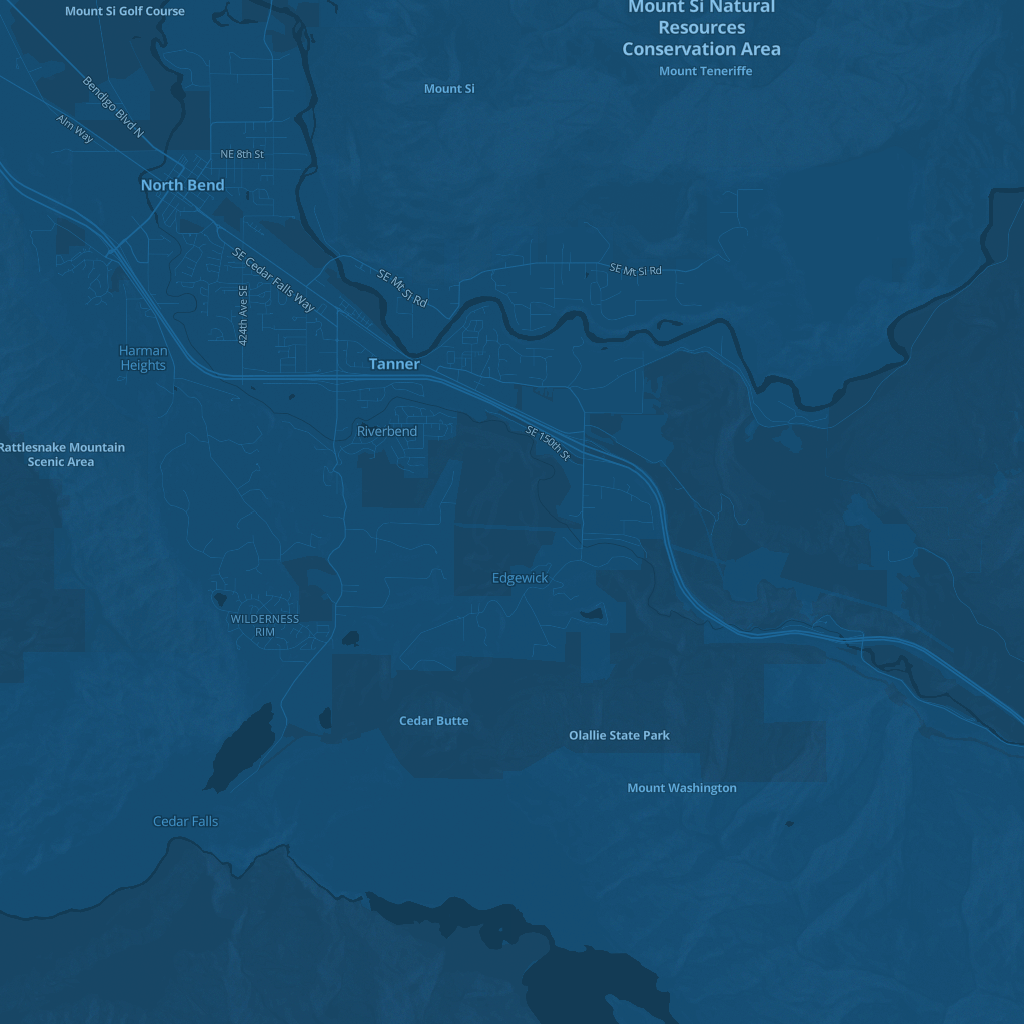 Mount Si Golf Course
Mount Si Natural
Resources
Conservation Area
Mount Teneriffe
Mount Si
Bendigo Blvd N
Alm Way
NE 8th St
North Bend
SE Cedar Falls Way
SE Mt Si Rd
SE Mt Si Rd
424th Ave SE
Harman
Heights
Tanner
Riverbend
SE 150th St
Rattlesnake Mountain
Scenic Area
Edgewick
WILDERNESS
RIM
Cedar Butte
Olallie State Park
Mount Washington
Cedar Falls